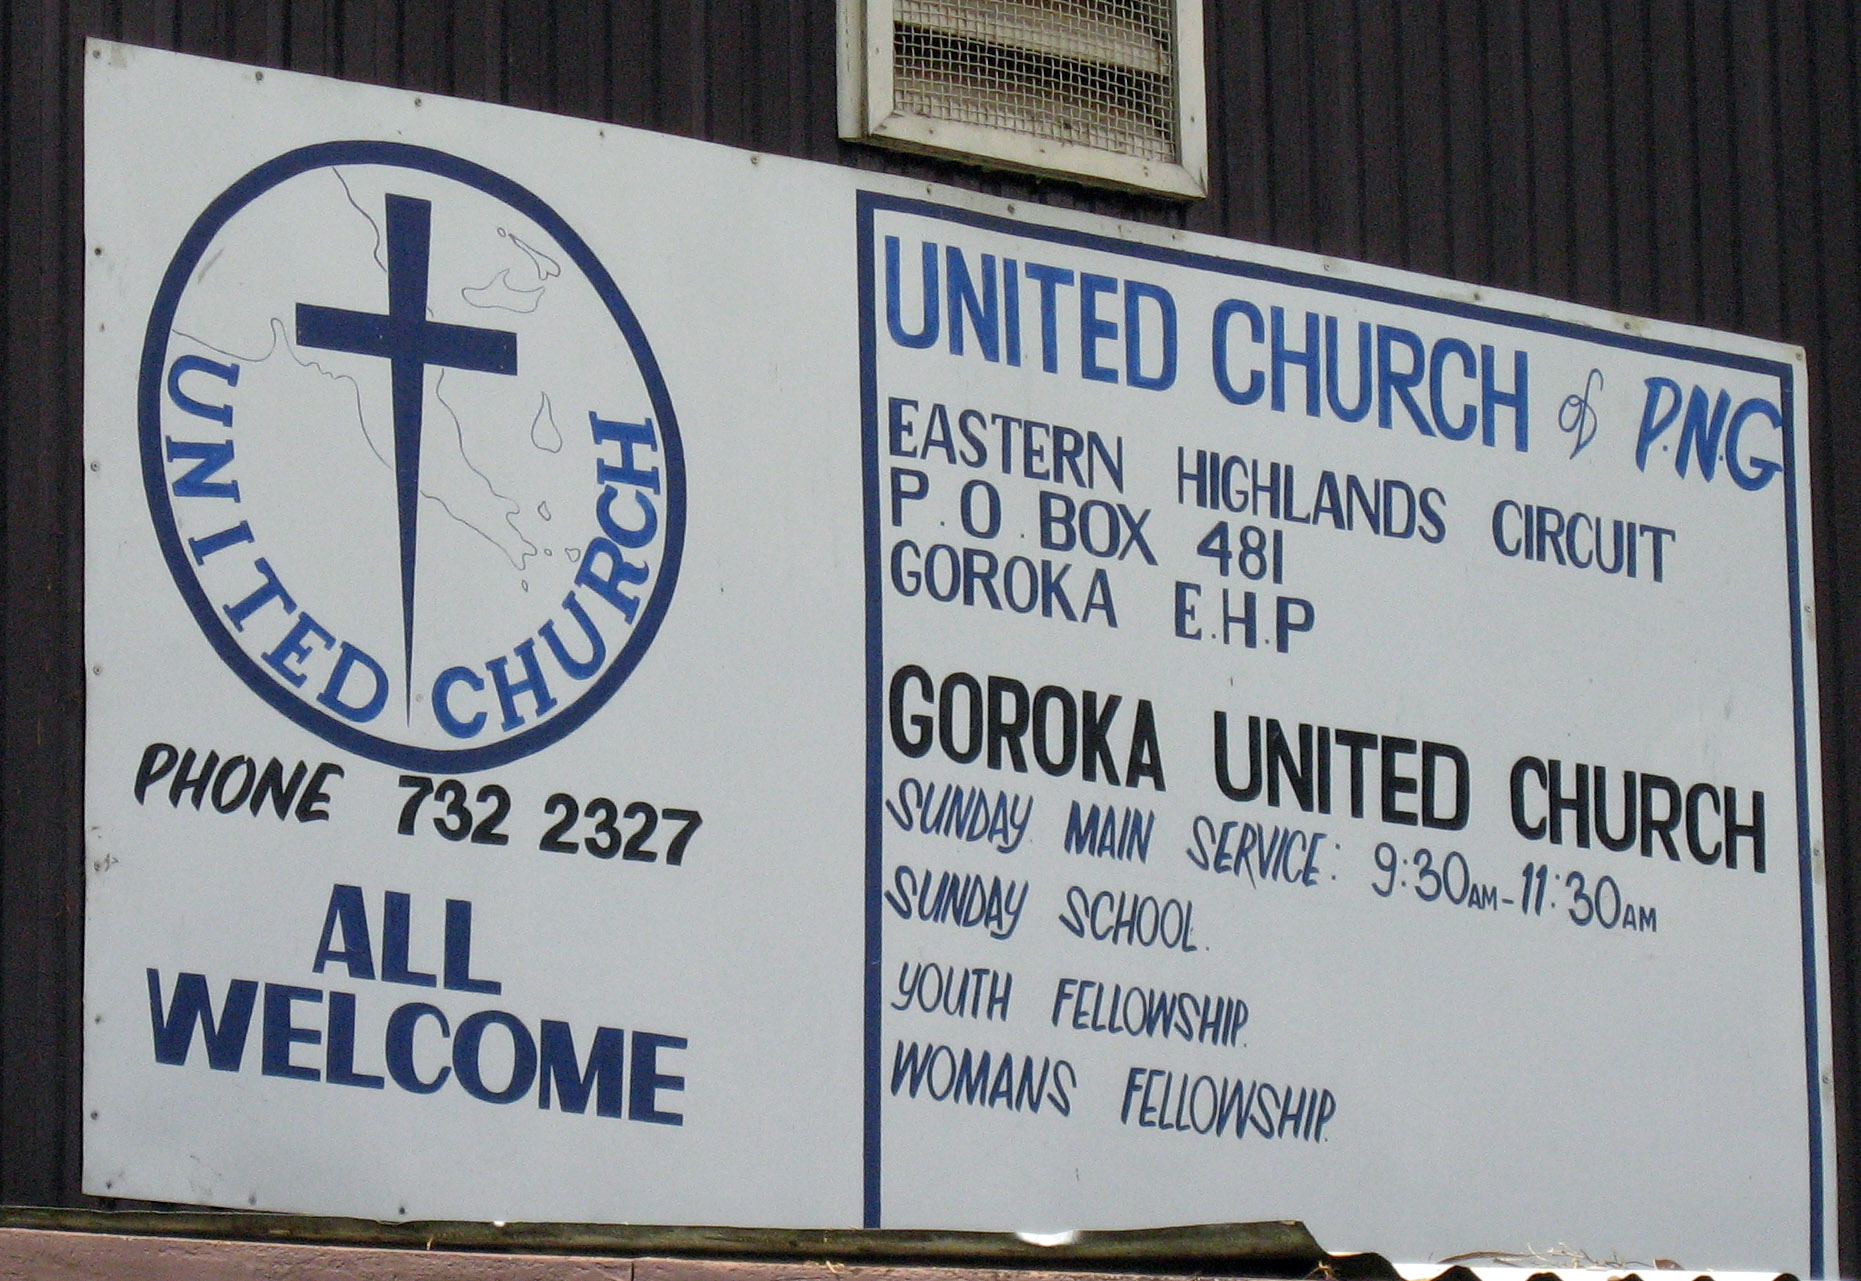 UNITED CHURCH
PHONE 732 2327
ALL
WELCOME
UNITED CHURCH of P.N.G
EASTERN HIGHLANDS CIRCUIT
P.O.BOX 481
GOROKA E.H.P
GOROKA UNITED CHURCH
SUNDAY MAIN SERVICE: 9:30AM-11:30AM
SUNDAY SCHOOL.
YOUTH FELLOWSHIP.
WOMANS FELLOWSHIP.